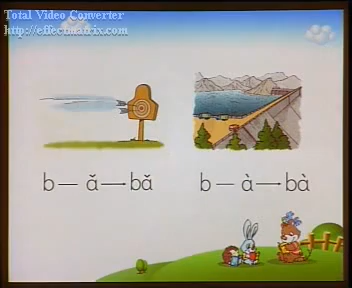 Total Video Converter
http://effectmatrix.com
b — ǎ → bǎ
b — à → bà